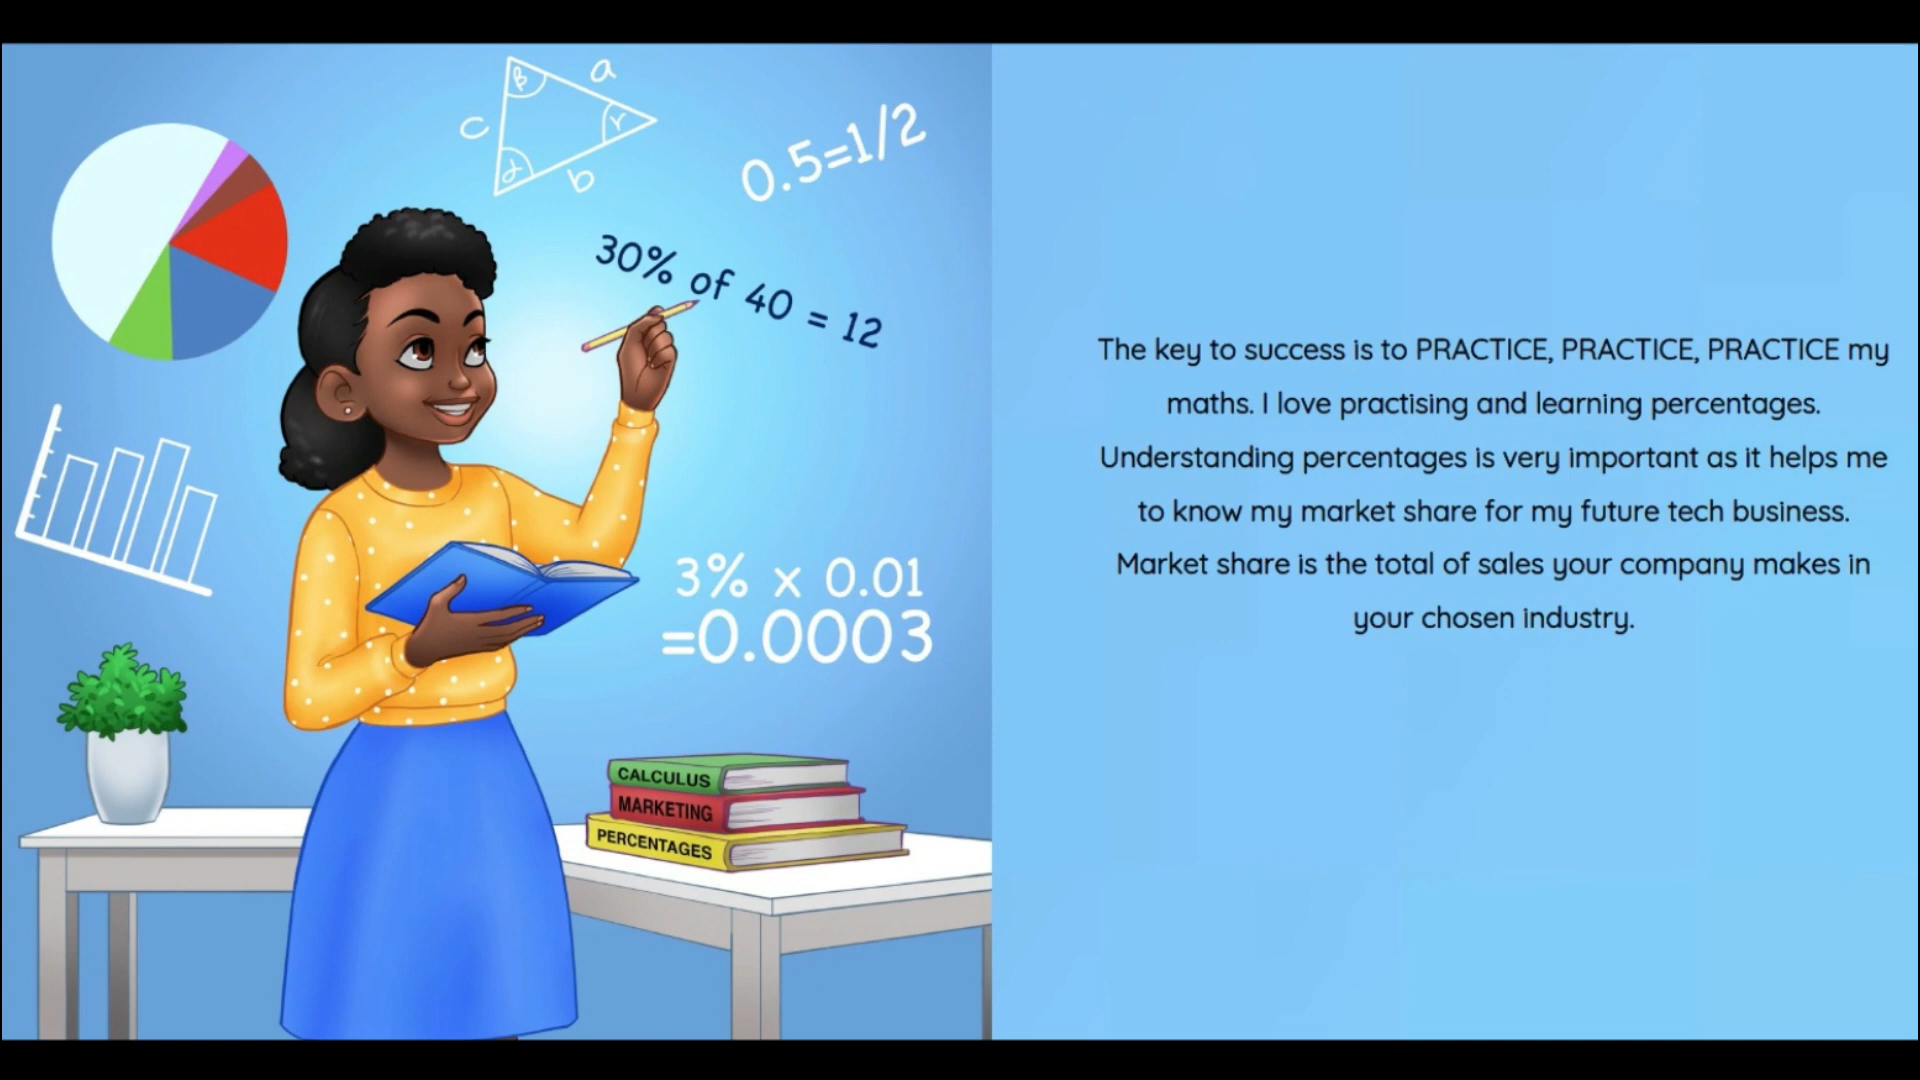 β
a
c
r
α
b
0.5=1/2
30% of 40 = 12
3% x 0.01
=0.0003
CALCULUS
MARKETING
PERCENTAGES
The key to success is to PRACTICE, PRACTICE, PRACTICE my
maths. I love practising and learning percentages.
Understanding percentages is very important as it helps me
to know my market share for my future tech business.
Market share is the total of sales your company makes in
your chosen industry.